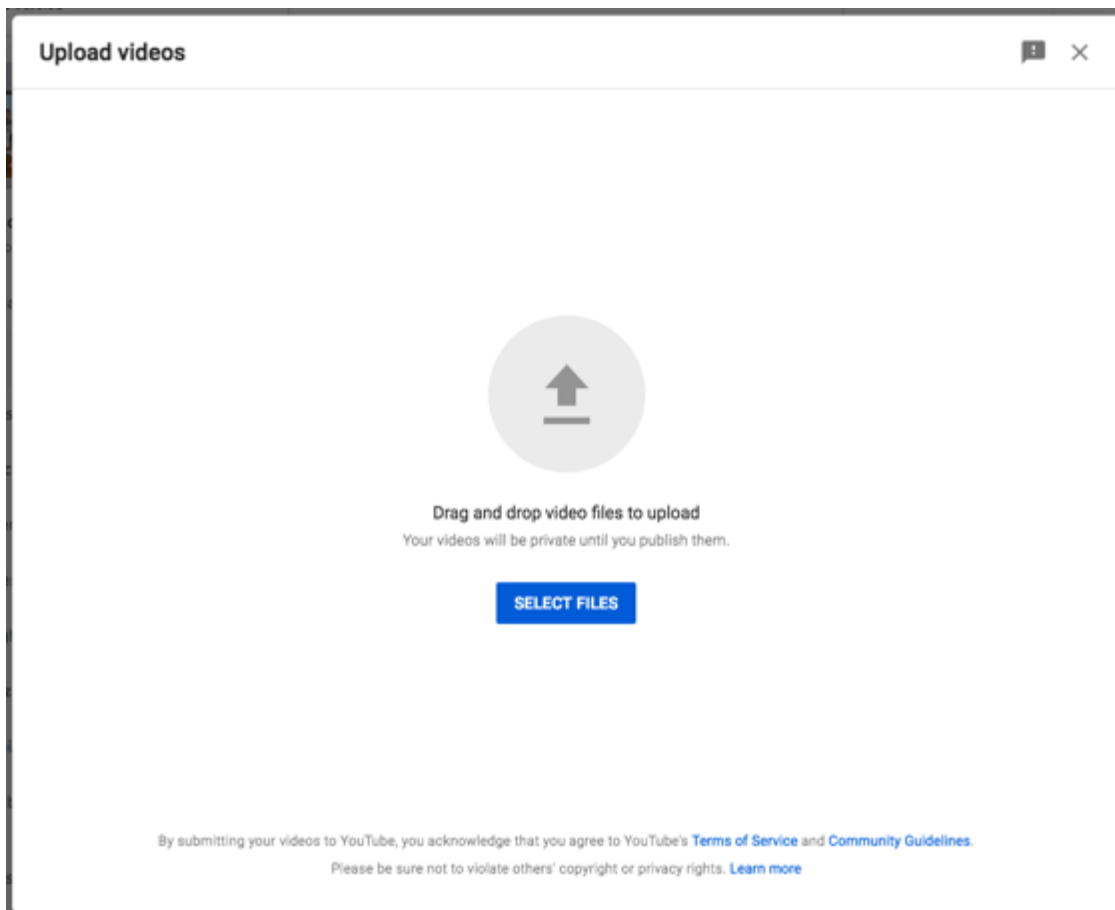 Upload videos
Drag and drop video files to upload
Your videos will be private until you publish them.
SELECT FILES
By submitting your videos to YouTube, you acknowledge that you agree to YouTube's Terms of Service and Community Guidelines.
Please be sure not to violate others' copyright or privacy rights. Learn more